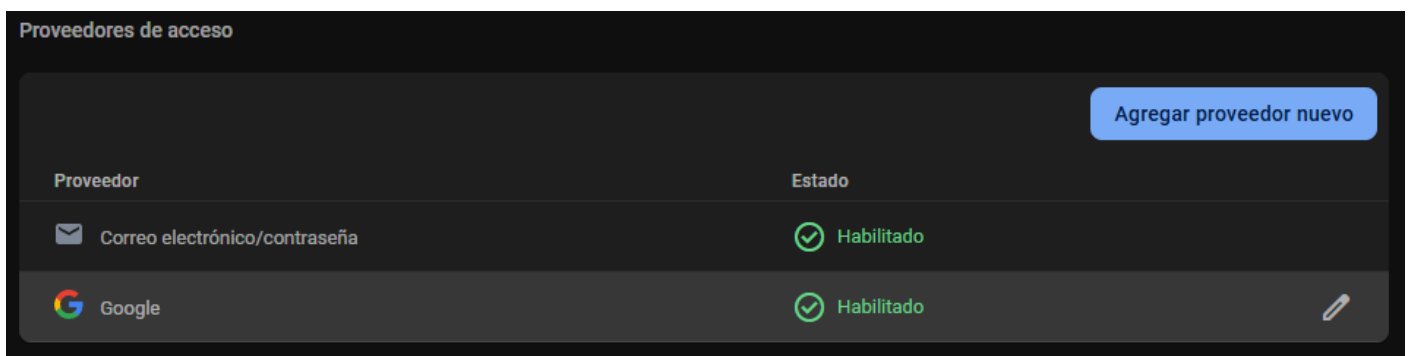 Proveedores de acceso
Agregar proveedor nuevo
Proveedor Estado
Correo electrónico/contraseña Habilitado
Google Habilitado